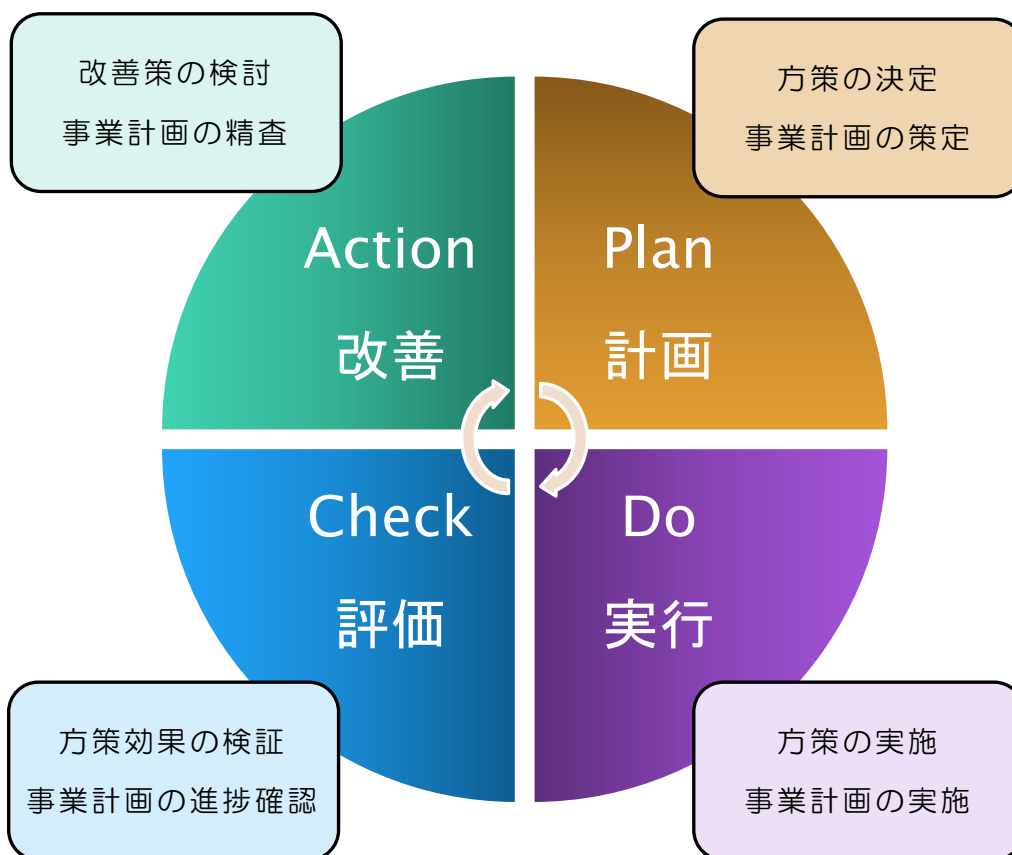 改善策の検討
事業計画の精査
方策の決定
事業計画の策定
Action
改善
Plan
計画
Check
評価
Do
実行
方策効果の検証
事業計画の進捗確認
方策の実施
事業計画の実施